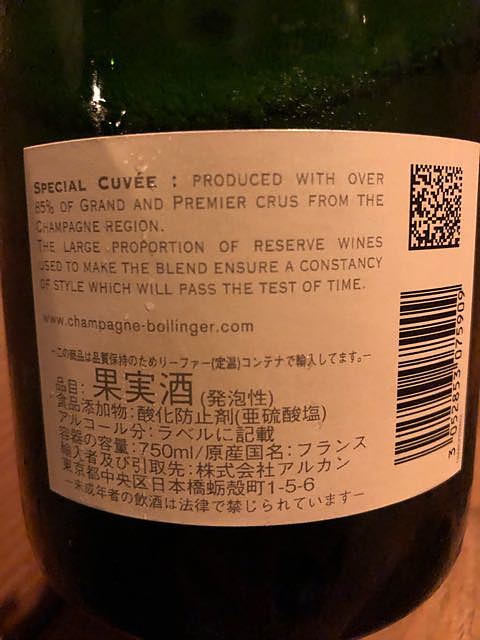 SPECIAL CUVÉE : PRODUCED WITH OVER
85% OF GRAND AND PREMIER CRUS FROM THE
CHAMPAGNE REGION.
THE LARGE PROPORTION OF RESERVE WINES
USED TO MAKE THE BLEND ENSURE A CONSTANCY
OF STYLE WHICH WILL PASS THE TEST OF TIME.
www.champagne-bollinger.com
−この商品は品質保持のためリーファー(定温)コンテナで輸入してます。−
品目:果実酒(発泡性)
食品添加物:酸化防止剤(亜硫酸塩)
アルコール分:ラベルに記載
容器の容量:750ml/原産国名:フランス
輸入者及び引取先:株式会社アルカン
東京都中央区日本橋蛎殻町1-5-6
−未成年者の飲酒は法律で禁じられています−
3 052853 075909